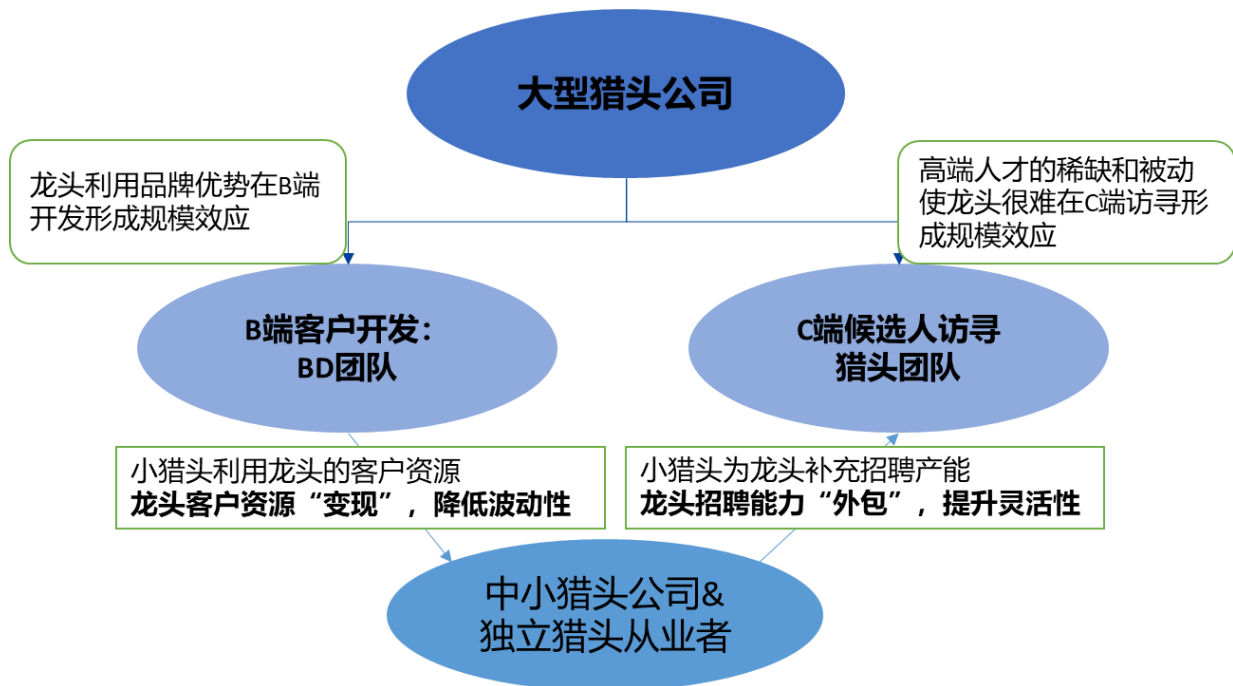 大型猎头公司
龙头利用品牌优势在B端
开发形成规模效应
高端人才的稀缺和被动
使龙头很难在C端访寻形
成规模效应
B端客户开发：
BD团队
C端候选人访寻
猎头团队
小猎头利用龙头的客户资源
龙头客户资源“变现”，降低波动性
小猎头为龙头补充招聘产能
龙头招聘能力“外包”，提升灵活性
中小猎头公司&
独立猎头从业者